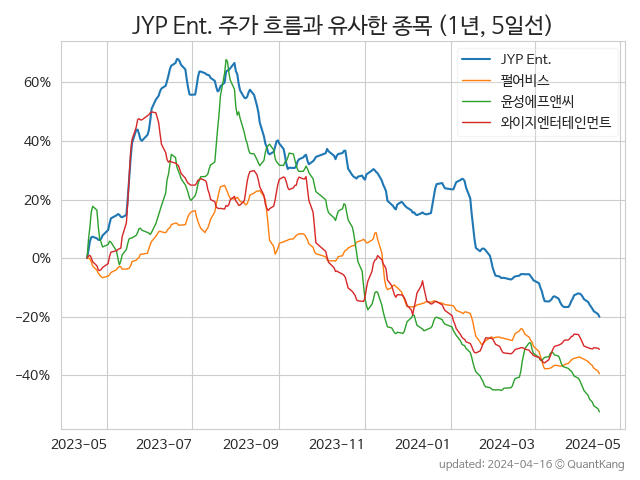 JYP Ent. 주가 흐름과 유사한 종목 (1년, 5일선)
JYP Ent.
펄어비스
윤성에프앤씨
와이지엔터테인먼트
60%
40%
20%
0%
−20%
−40%
2023-05 2023-07 2023-09 2023-11 2024-01 2024-03 2024-05
updated: 2024-04-16 © QuantKang